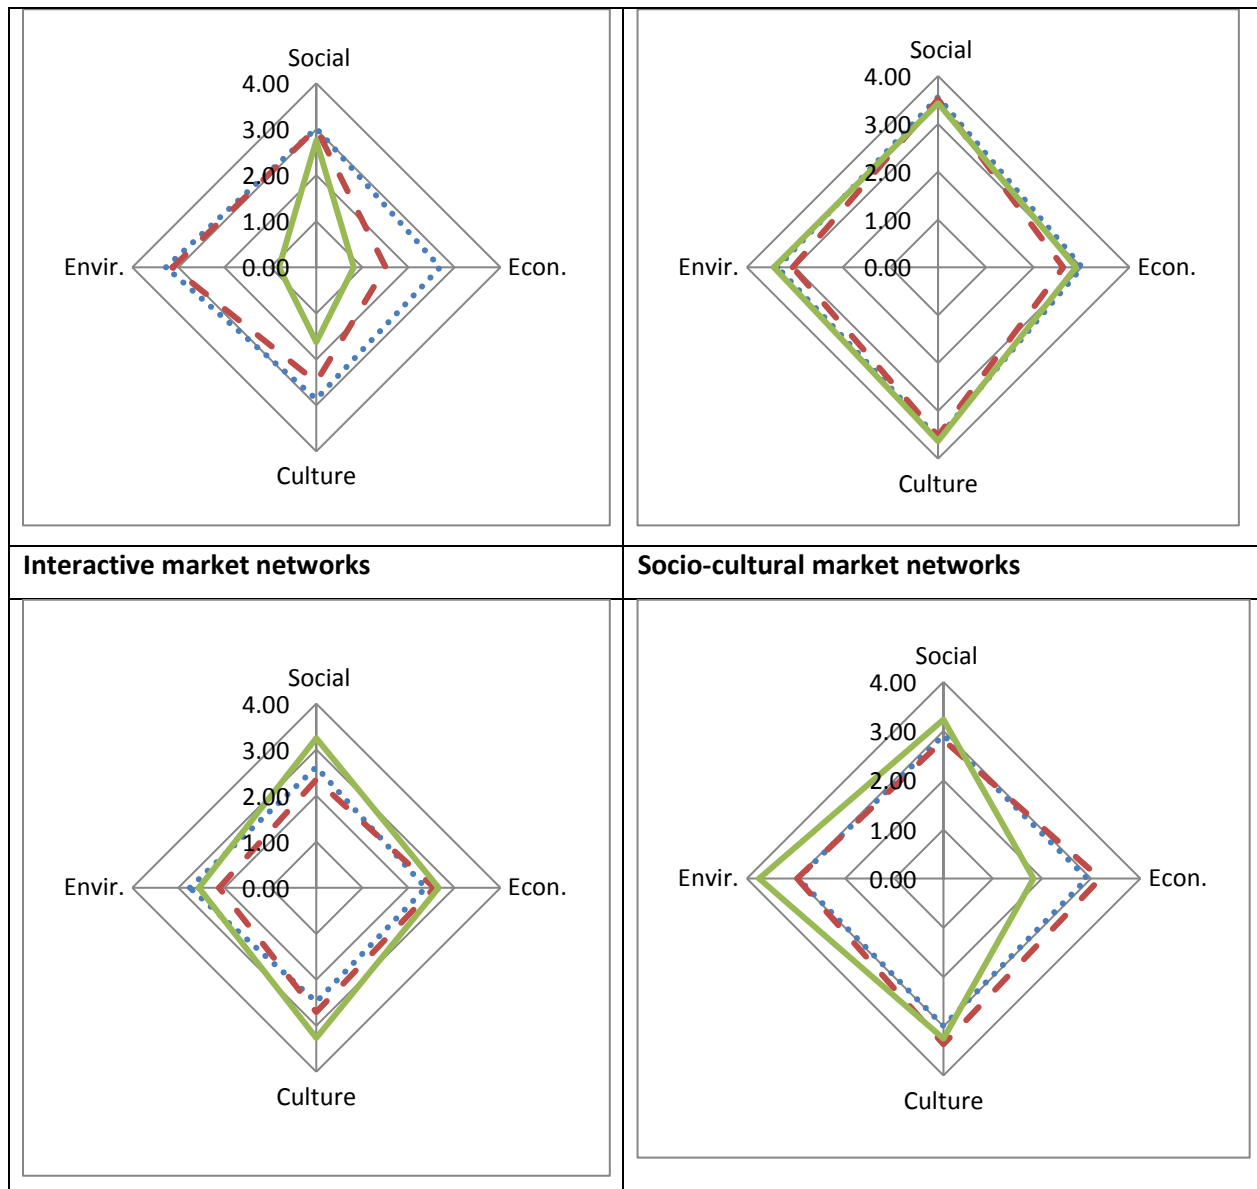 Social
4.00
3.00
2.00
1.00
0.00
Envir.
Econ.
Culture
Social
4.00
3.00
2.00
1.00
0.00
Envir.
Econ.
Culture
Interactive market networks
Socio-cultural market networks
Social
4.00
3.00
2.00
1.00
0.00
Envir.
Econ.
Culture
Social
4.00
3.00
2.00
1.00
0.00
Envir.
Econ.
Culture